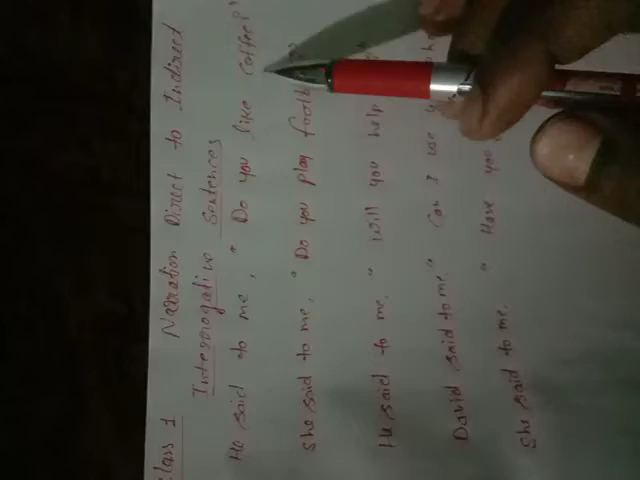 Class 1 Narration Direct to Indirect
Interrogative Sentences
He said to me, "Do you like coffee?"
She said to me, "Do you play
He said to me, "Will you help
David said to me, "Can I use
She said to me, "Have you